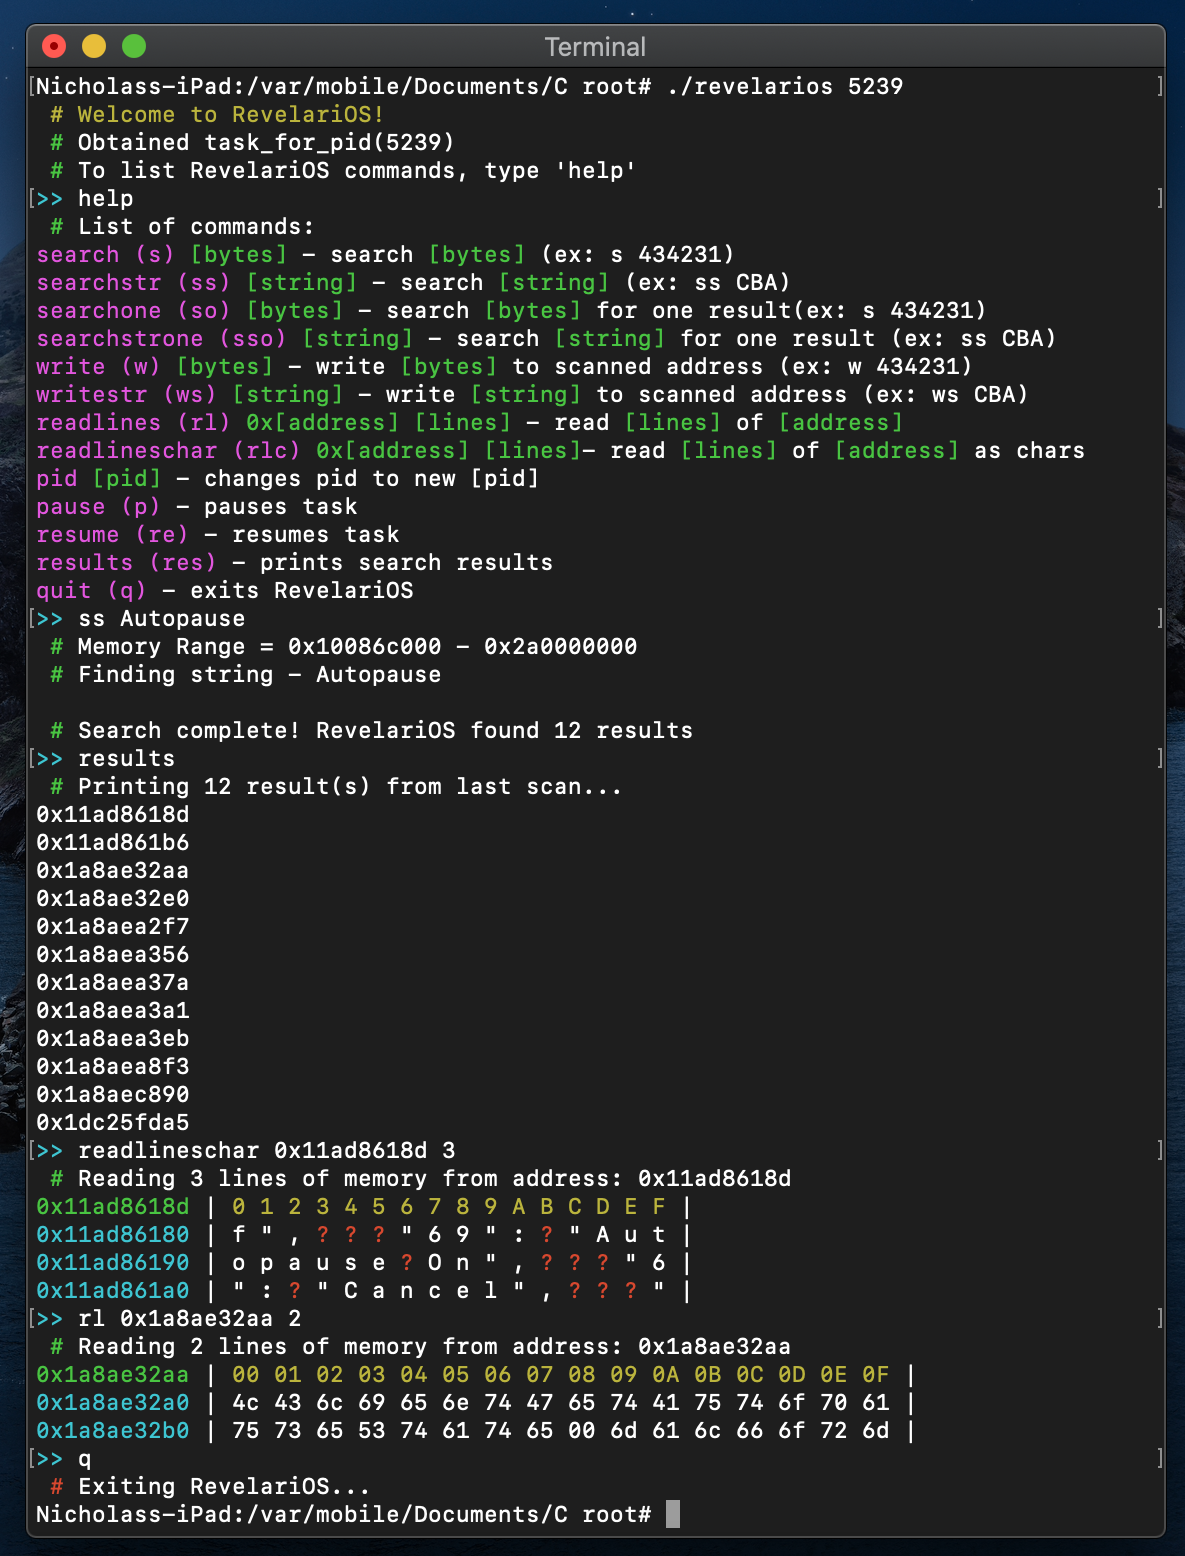 Terminal
[Nicholass-iPad:/var/mobile/Documents/C root# ./revelarios 5239 ]
# Welcome to RevelariOS!
# Obtained task_for_pid(5239)
# To list RevelariOS commands, type 'help'
[>> help ]
# List of commands:
search (s) [bytes] – search [bytes] (ex: s 434231)
searchstr (ss) [string] – search [string] (ex: ss CBA)
searchone (so) [bytes] – search [bytes] for one result(ex: s 434231)
searchstrone (sso) [string] – search [string] for one result (ex: ss CBA)
write (w) [bytes] – write [bytes] to scanned address (ex: w 434231)
writestr (ws) [string] – write [string] to scanned address (ex: ws CBA)
readlines (rl) 0x[address] [lines] – read [lines] of [address]
readlineschar (rlc) 0x[address] [lines]– read [lines] of [address] as chars
pid [pid] – changes pid to new [pid]
pause (p) – pauses task
resume (re) – resumes task
results (res) – prints search results
quit (q) – exits RevelariOS
[>> ss Autopause ]
# Memory Range = 0x10086c000 – 0x2a0000000
# Finding string – Autopause
# Search complete! RevelariOS found 12 results
[>> results ]
# Printing 12 result(s) from last scan...
0x11ad8618d
0x11ad861b6
0x1a8ae32aa
0x1a8ae32e0
0x1a8aea2f7
0x1a8aea356
0x1a8aea37a
0x1a8aea3a1
0x1a8aea3eb
0x1a8aea8f3
0x1a8aec890
0x1dc25fda5
[>> readlineschar 0x11ad8618d 3 ]
# Reading 3 lines of memory from address: 0x11ad8618d
0x11ad8618d | 0 1 2 3 4 5 6 7 8 9 A B C D E F |
0x11ad86180 | f " , ? ? ? " 6 9 " : ? " A u t |
0x11ad86190 | o p a u s e ? O n " , ? ? ? " 6 |
0x11ad861a0 | " : ? " C a n c e l " , ? ? ? " |
[>> rl 0x1a8ae32aa 2 ]
# Reading 2 lines of memory from address: 0x1a8ae32aa
0x1a8ae32aa | 00 01 02 03 04 05 06 07 08 09 0A 0B 0C 0D 0E 0F |
0x1a8ae32a0 | 4c 43 6c 69 65 6e 74 47 65 74 41 75 74 6f 70 61 |
0x1a8ae32b0 | 75 73 65 53 74 61 74 65 00 6d 61 6c 66 6f 72 6d |
[>> q ]
# Exiting RevelariOS...
Nicholass-iPad:/var/mobile/Documents/C root#